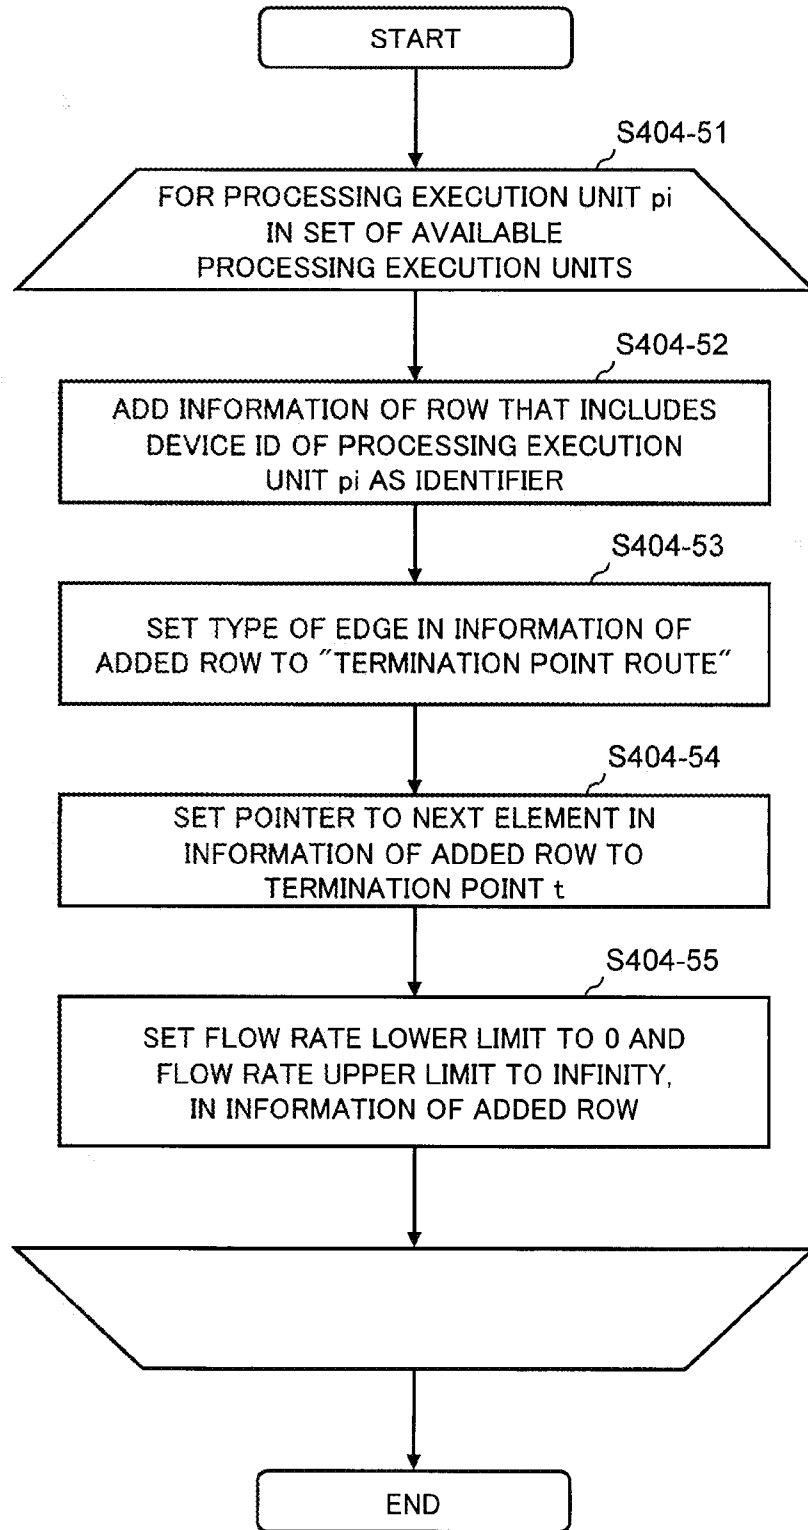 START
S404-51
FOR PROCESSING EXECUTION UNIT pi
IN SET OF AVAILABLE
PROCESSING EXECUTION UNITS
S404-52
ADD INFORMATION OF ROW THAT INCLUDES
DEVICE ID OF PROCESSING EXECUTION
UNIT pi AS IDENTIFIER
S404-53
SET TYPE OF EDGE IN INFORMATION OF
ADDED ROW TO "TERMINATION POINT ROUTE"
S404-54
SET POINTER TO NEXT ELEMENT IN
INFORMATION OF ADDED ROW TO
TERMINATION POINT t
S404-55
SET FLOW RATE LOWER LIMIT TO 0 AND
FLOW RATE UPPER LIMIT TO INFINITY,
IN INFORMATION OF ADDED ROW
END